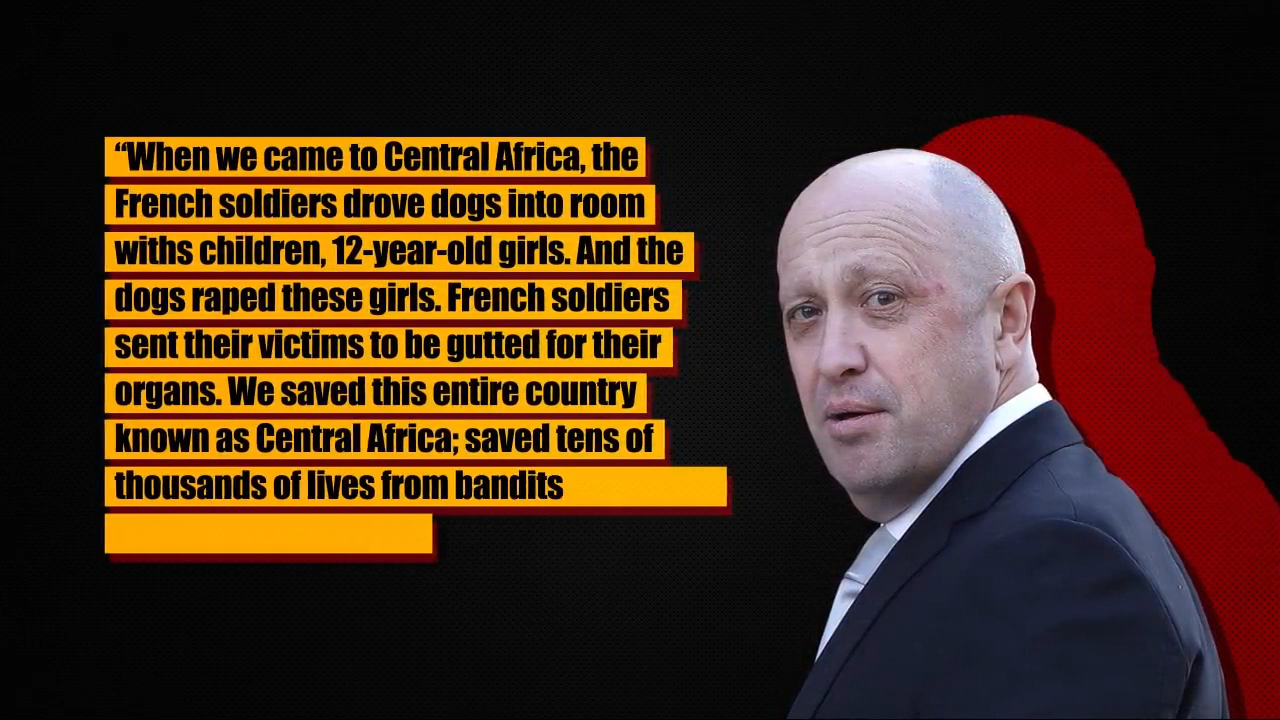 “When we came to Central Africa, the
French soldiers drove dogs into room
withs children, 12-year-old girls. And the
dogs raped these girls. French soldiers
sent their victims to be gutted for their
organs. We saved this entire country
known as Central Africa; saved tens of
thousands of lives from bandits